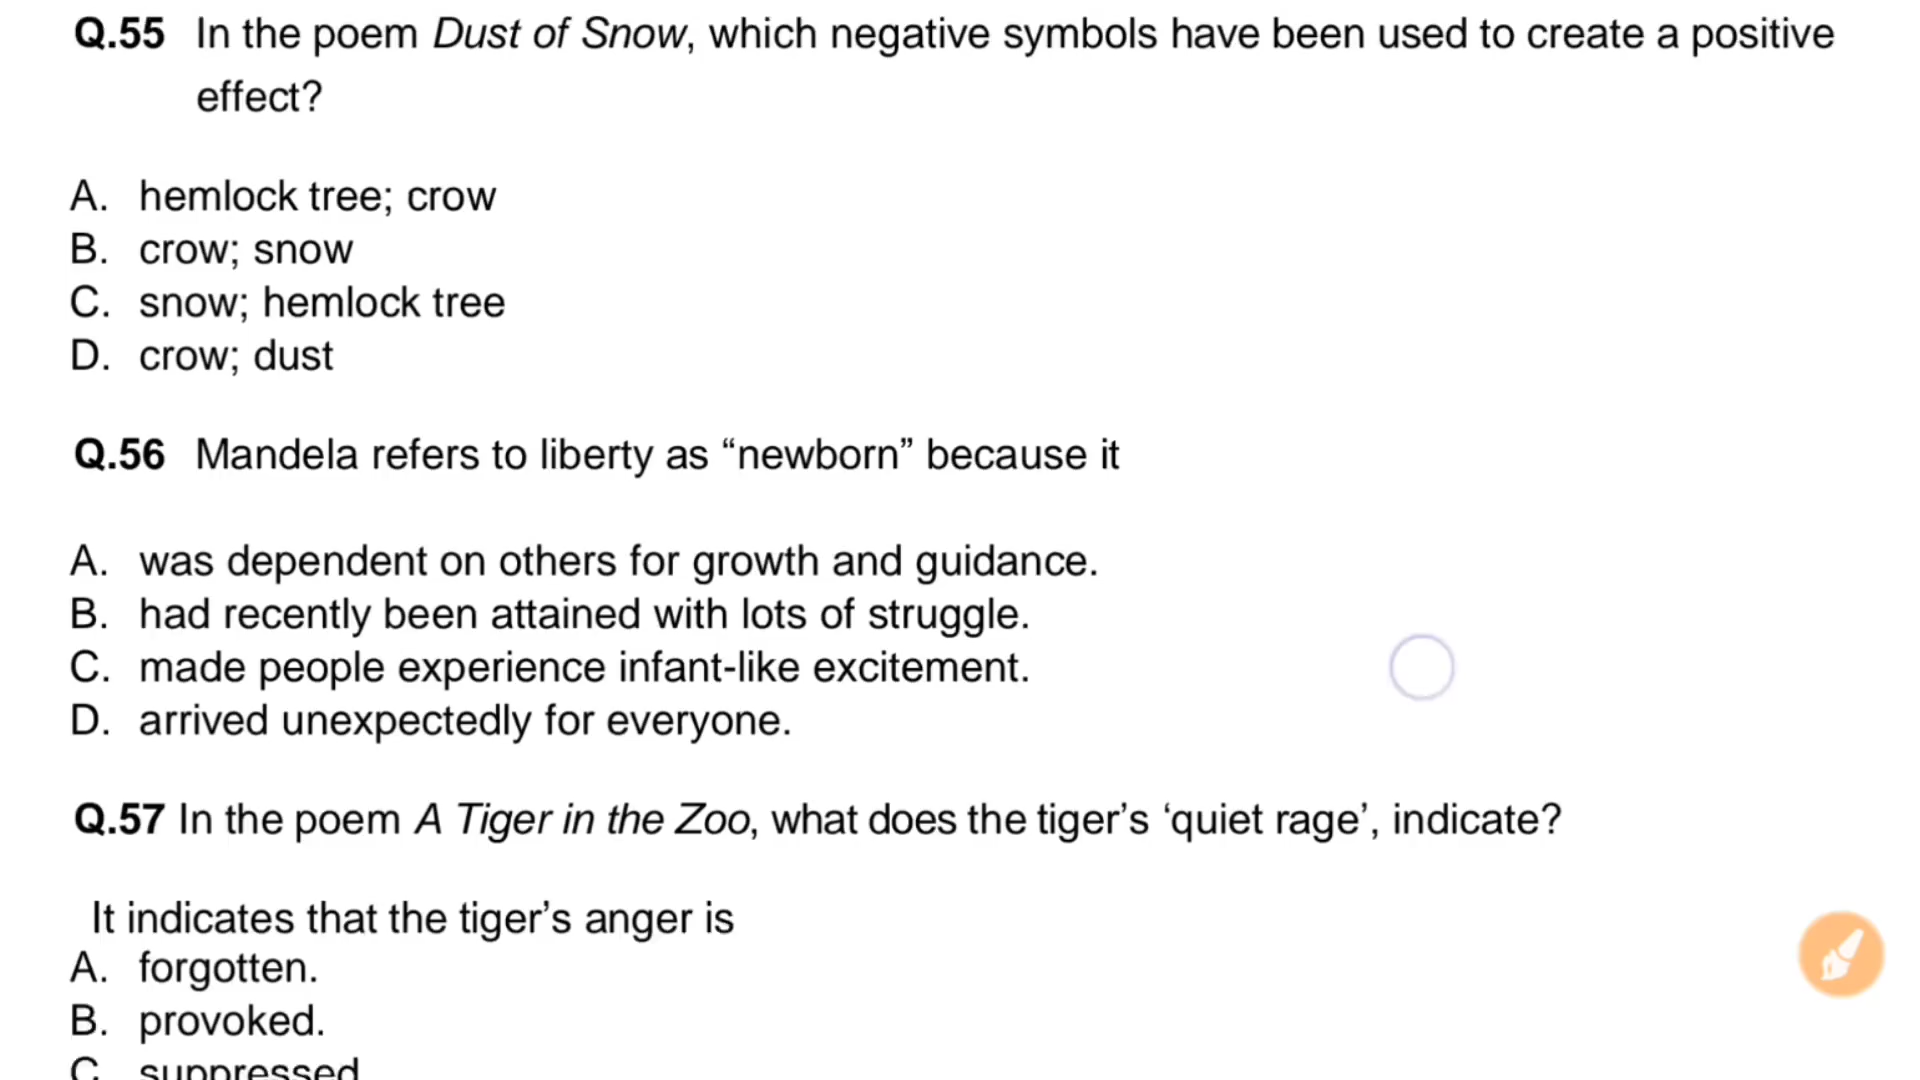 Q.55 In the poem Dust of Snow, which negative symbols have been used to create a positive
effect?
A. hemlock tree; crow
B. crow; snow
C. snow; hemlock tree
D. crow; dust
Q.56 Mandela refers to liberty as “newborn” because it
A. was dependent on others for growth and guidance.
B. had recently been attained with lots of struggle.
C. made people experience infant-like excitement.
D. arrived unexpectedly for everyone.
Q.57 In the poem A Tiger in the Zoo, what does the tiger’s ‘quiet rage’, indicate?
It indicates that the tiger’s anger is
A. forgotten.
B. provoked.
C. suppressed